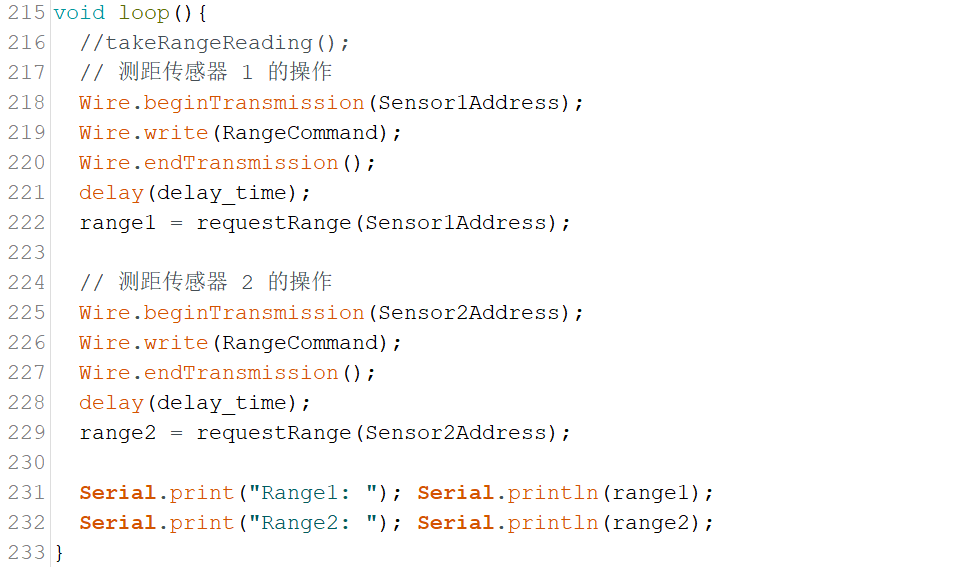 215 void loop(){
216   //takeRangeReading();
217   // 测距传感器 1 的操作
218   Wire.beginTransmission(Sensor1Address);
219   Wire.write(RangeCommand);
220   Wire.endTransmission();
221   delay(delay_time);
222   range1 = requestRange(Sensor1Address);
223
224   // 测距传感器 2 的操作
225   Wire.beginTransmission(Sensor2Address);
226   Wire.write(RangeCommand);
227   Wire.endTransmission();
228   delay(delay_time);
229   range2 = requestRange(Sensor2Address);
230
231   Serial.print("Range1: "); Serial.println(range1);
232   Serial.print("Range2: "); Serial.println(range2);
233 }